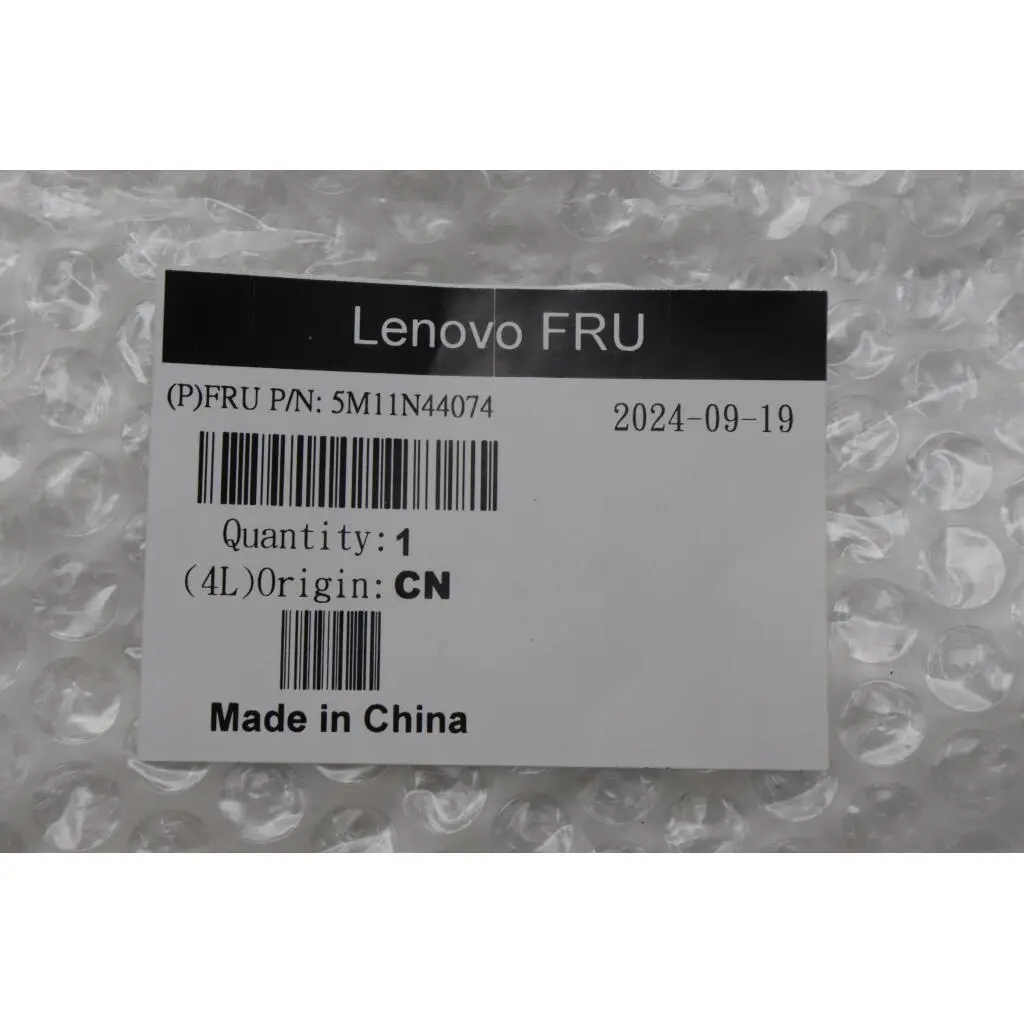 Lenovo FRU
(P)FRU P/N: 5M11N44074
2024-09-19
Quantity: 1
(4L)Origin: CN
Made in China